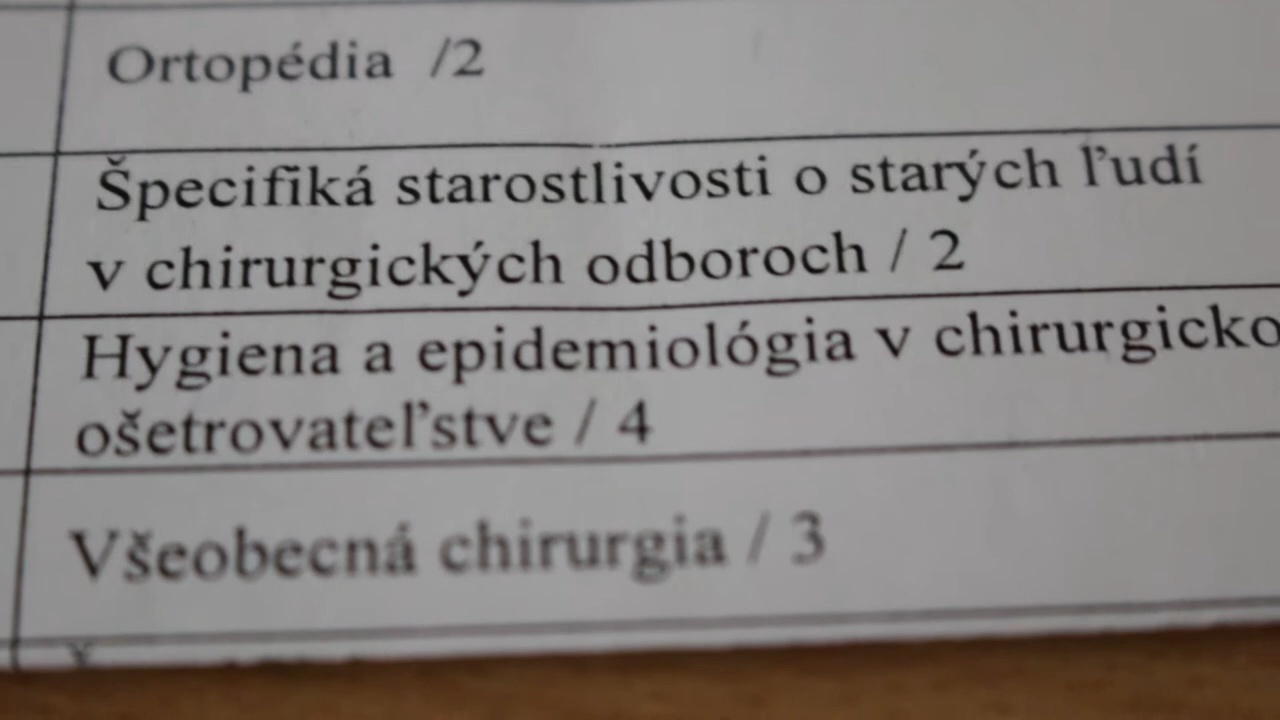 Ortopédia /2
Špecifiká starostlivosti o starých ľudí
v chirurgických odboroch / 2
Hygiena a epidemiológia v chirurgicko
ošetrovateľstve / 4
Všeobecná chirurgia / 3